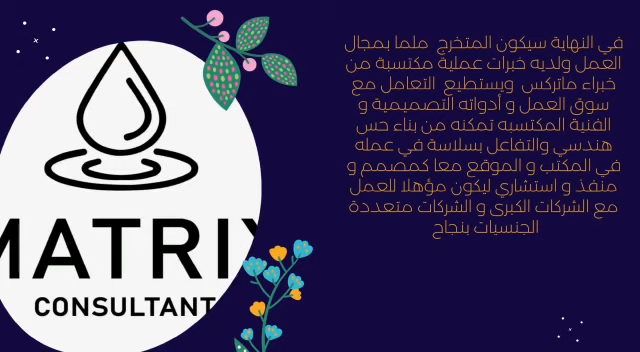 في النهاية سيكون المتخرج ملما بمجال
العمل ولديه خبرات عملية مكتسبة من
خبراء ماتركس ويستطيع التعامل مع
سوق العمل و أدواته التصميمية و
الفنية المكتسبه تمكنه من بناء حس
هندسي والتفاعل بسلاسة في عمله
في المكتب و الموقع معا كمصمم و
منفذ و استشاري ليكون مؤهلا للعمل
مع الشركات الكبرى و الشركات متعددة
الجنسيات بنجاح
MATRIX
CONSULTANT